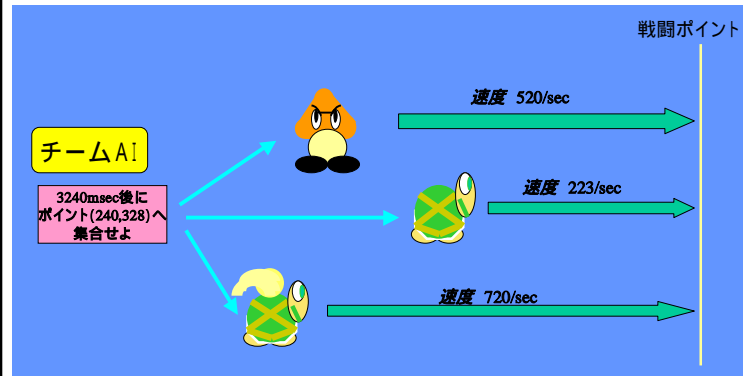 戦闘ポイント
速度 520/sec
チームAI
3240msec後に
ポイント(240,328)へ
集合せよ
速度 223/sec
速度 720/sec